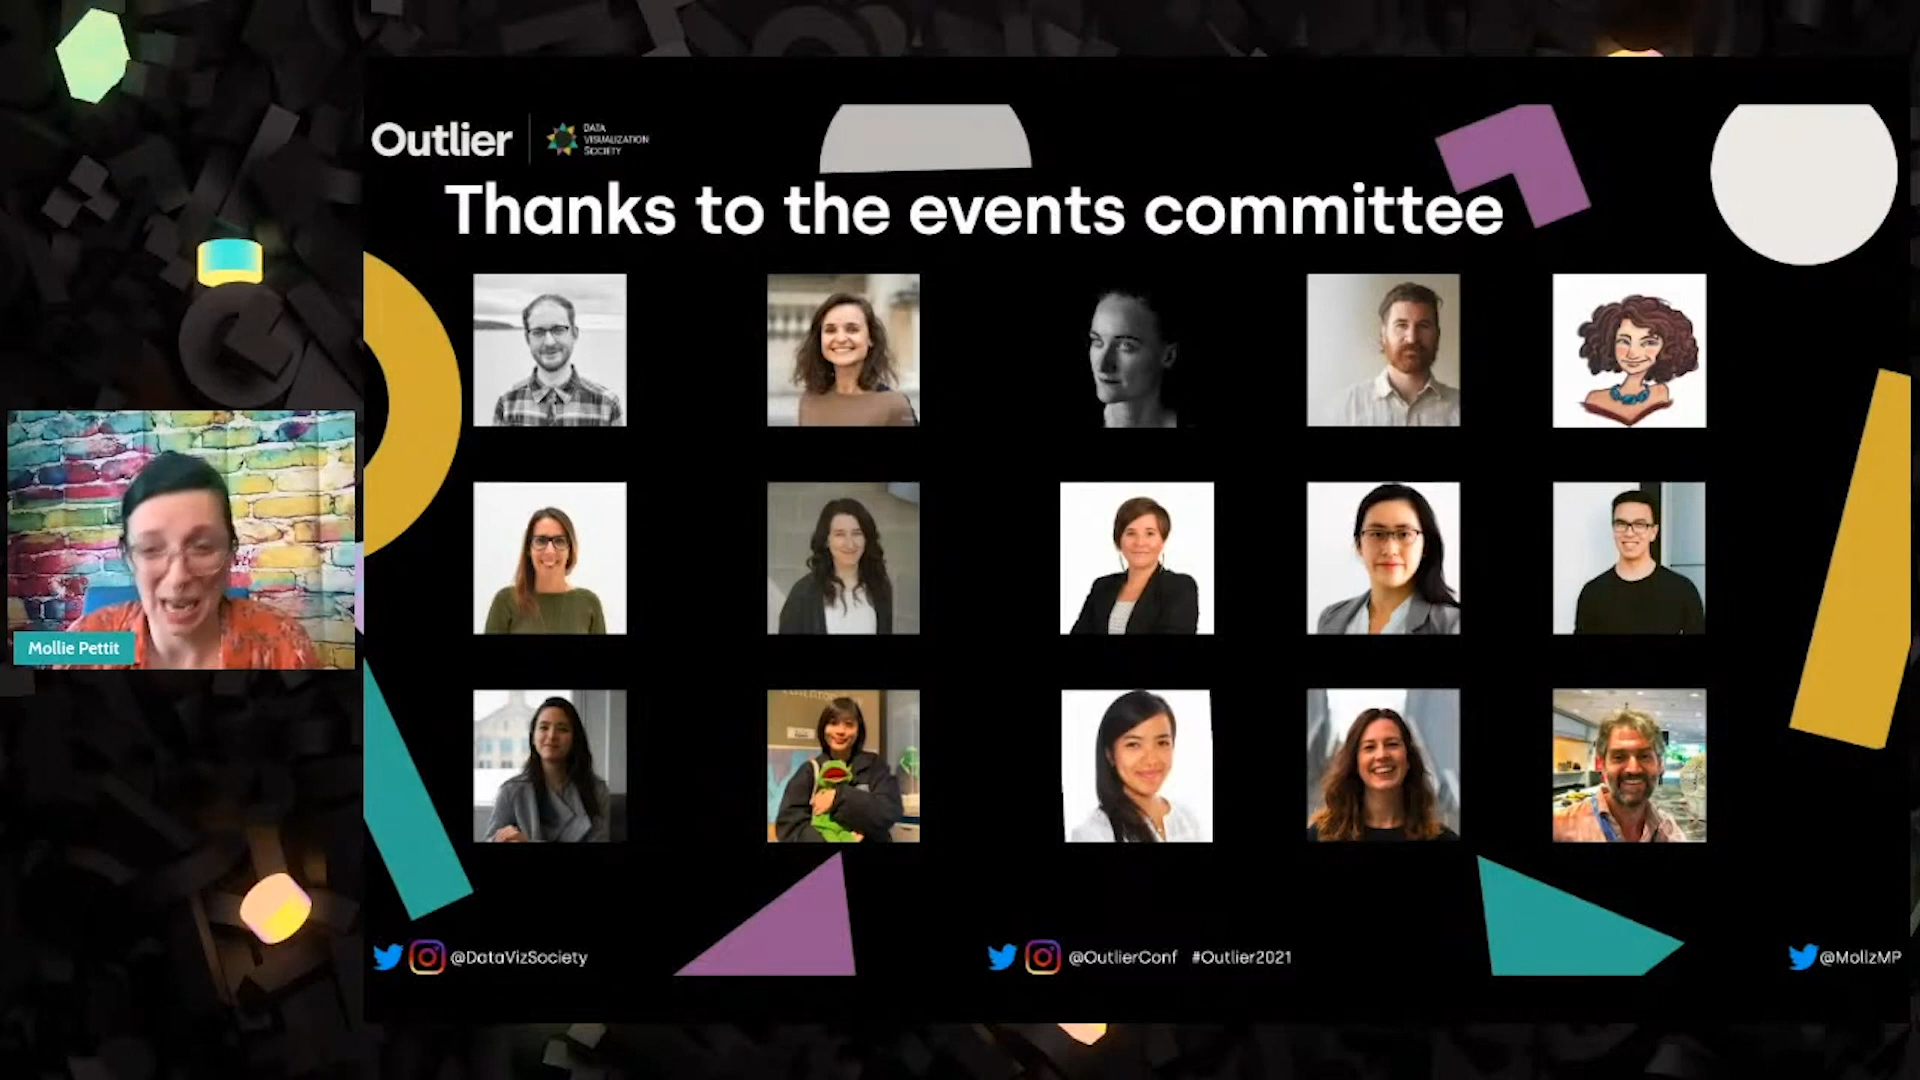 Outlier
DATA
VISUALIZATION
SOCIETY
Thanks to the events committee
Mollie Pettit
@DataVizSociety
@OutlierConf #Outlier2021
@MollzMP